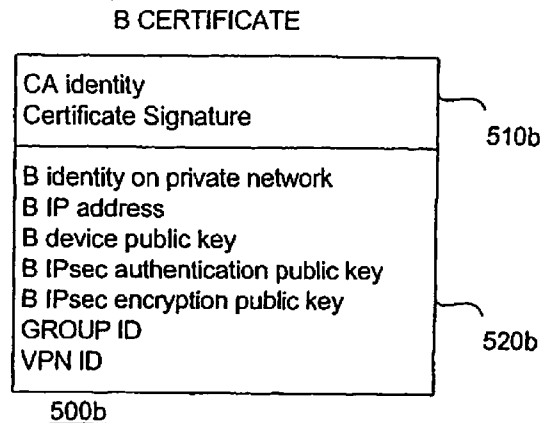 B CERTIFICATE
CA identity
Certificate Signature
510b
B identity on private network
B IP address
B device public key
B IPsec authentication public key
B IPsec encryption public key
GROUP ID
VPN ID
520b
500b